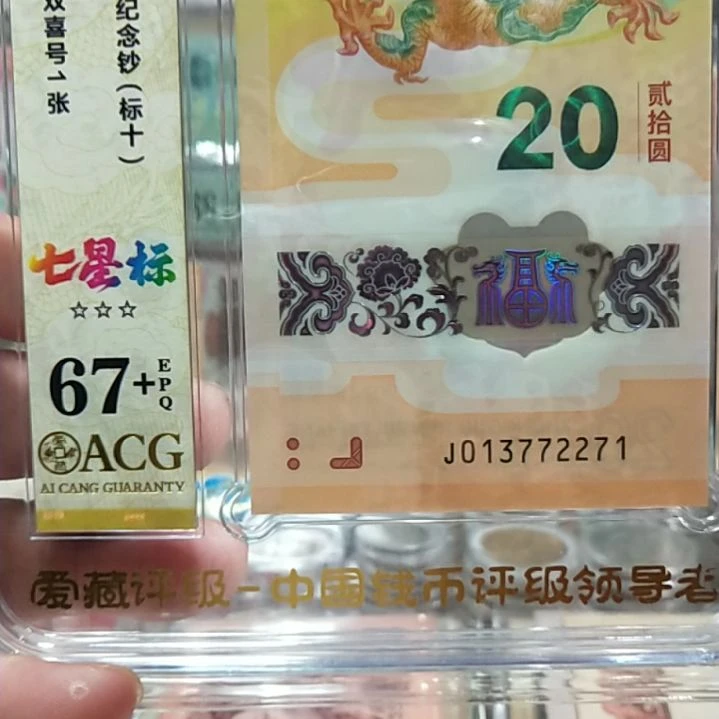 纪念钞(标十)
双喜号1张
七星标
☆☆☆
67+
EPQ
ACG
AI CANG GUARANTY
20
贰拾圆
福
J013772271
爱藏评级-中国钱币评级领导者